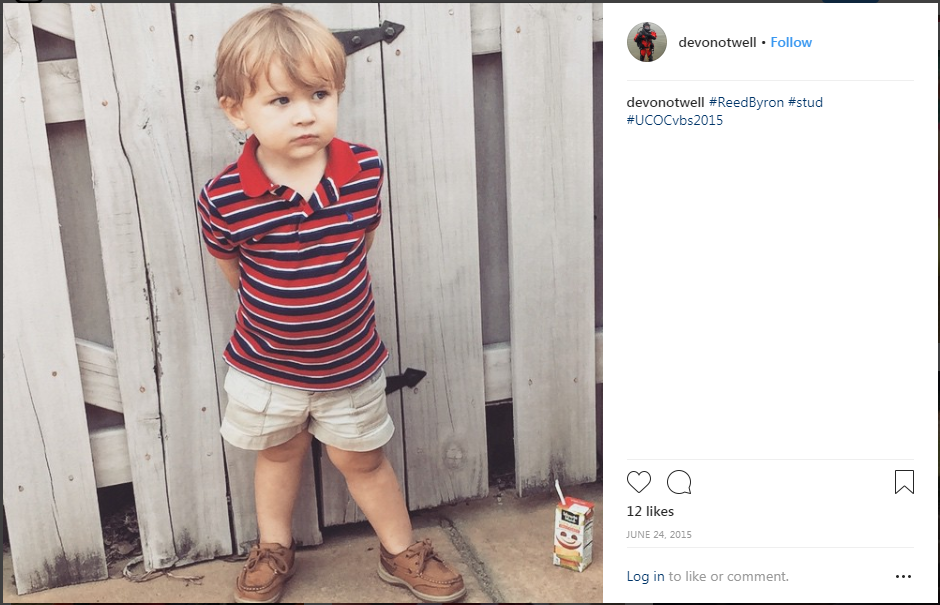 devonotwell • Follow
devonotwell #ReedByron #stud
#UCOCvbs2015
12 likes
JUNE 24, 2015
Log in to like or comment.